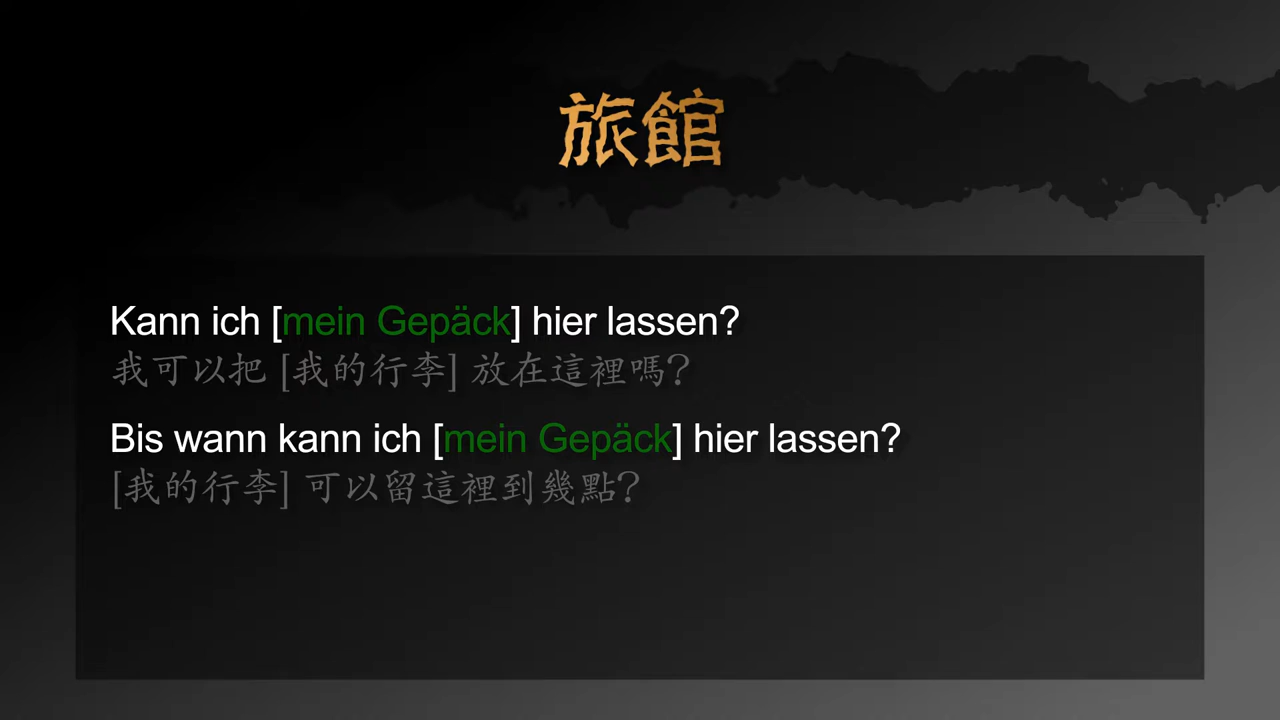 旅館
Kann ich [mein Gepäck] hier lassen?
我可以把 [我的行李] 放在這裡嗎?
Bis wann kann ich [mein Gepäck] hier lassen?
[我的行李] 可以留這裡到幾點?